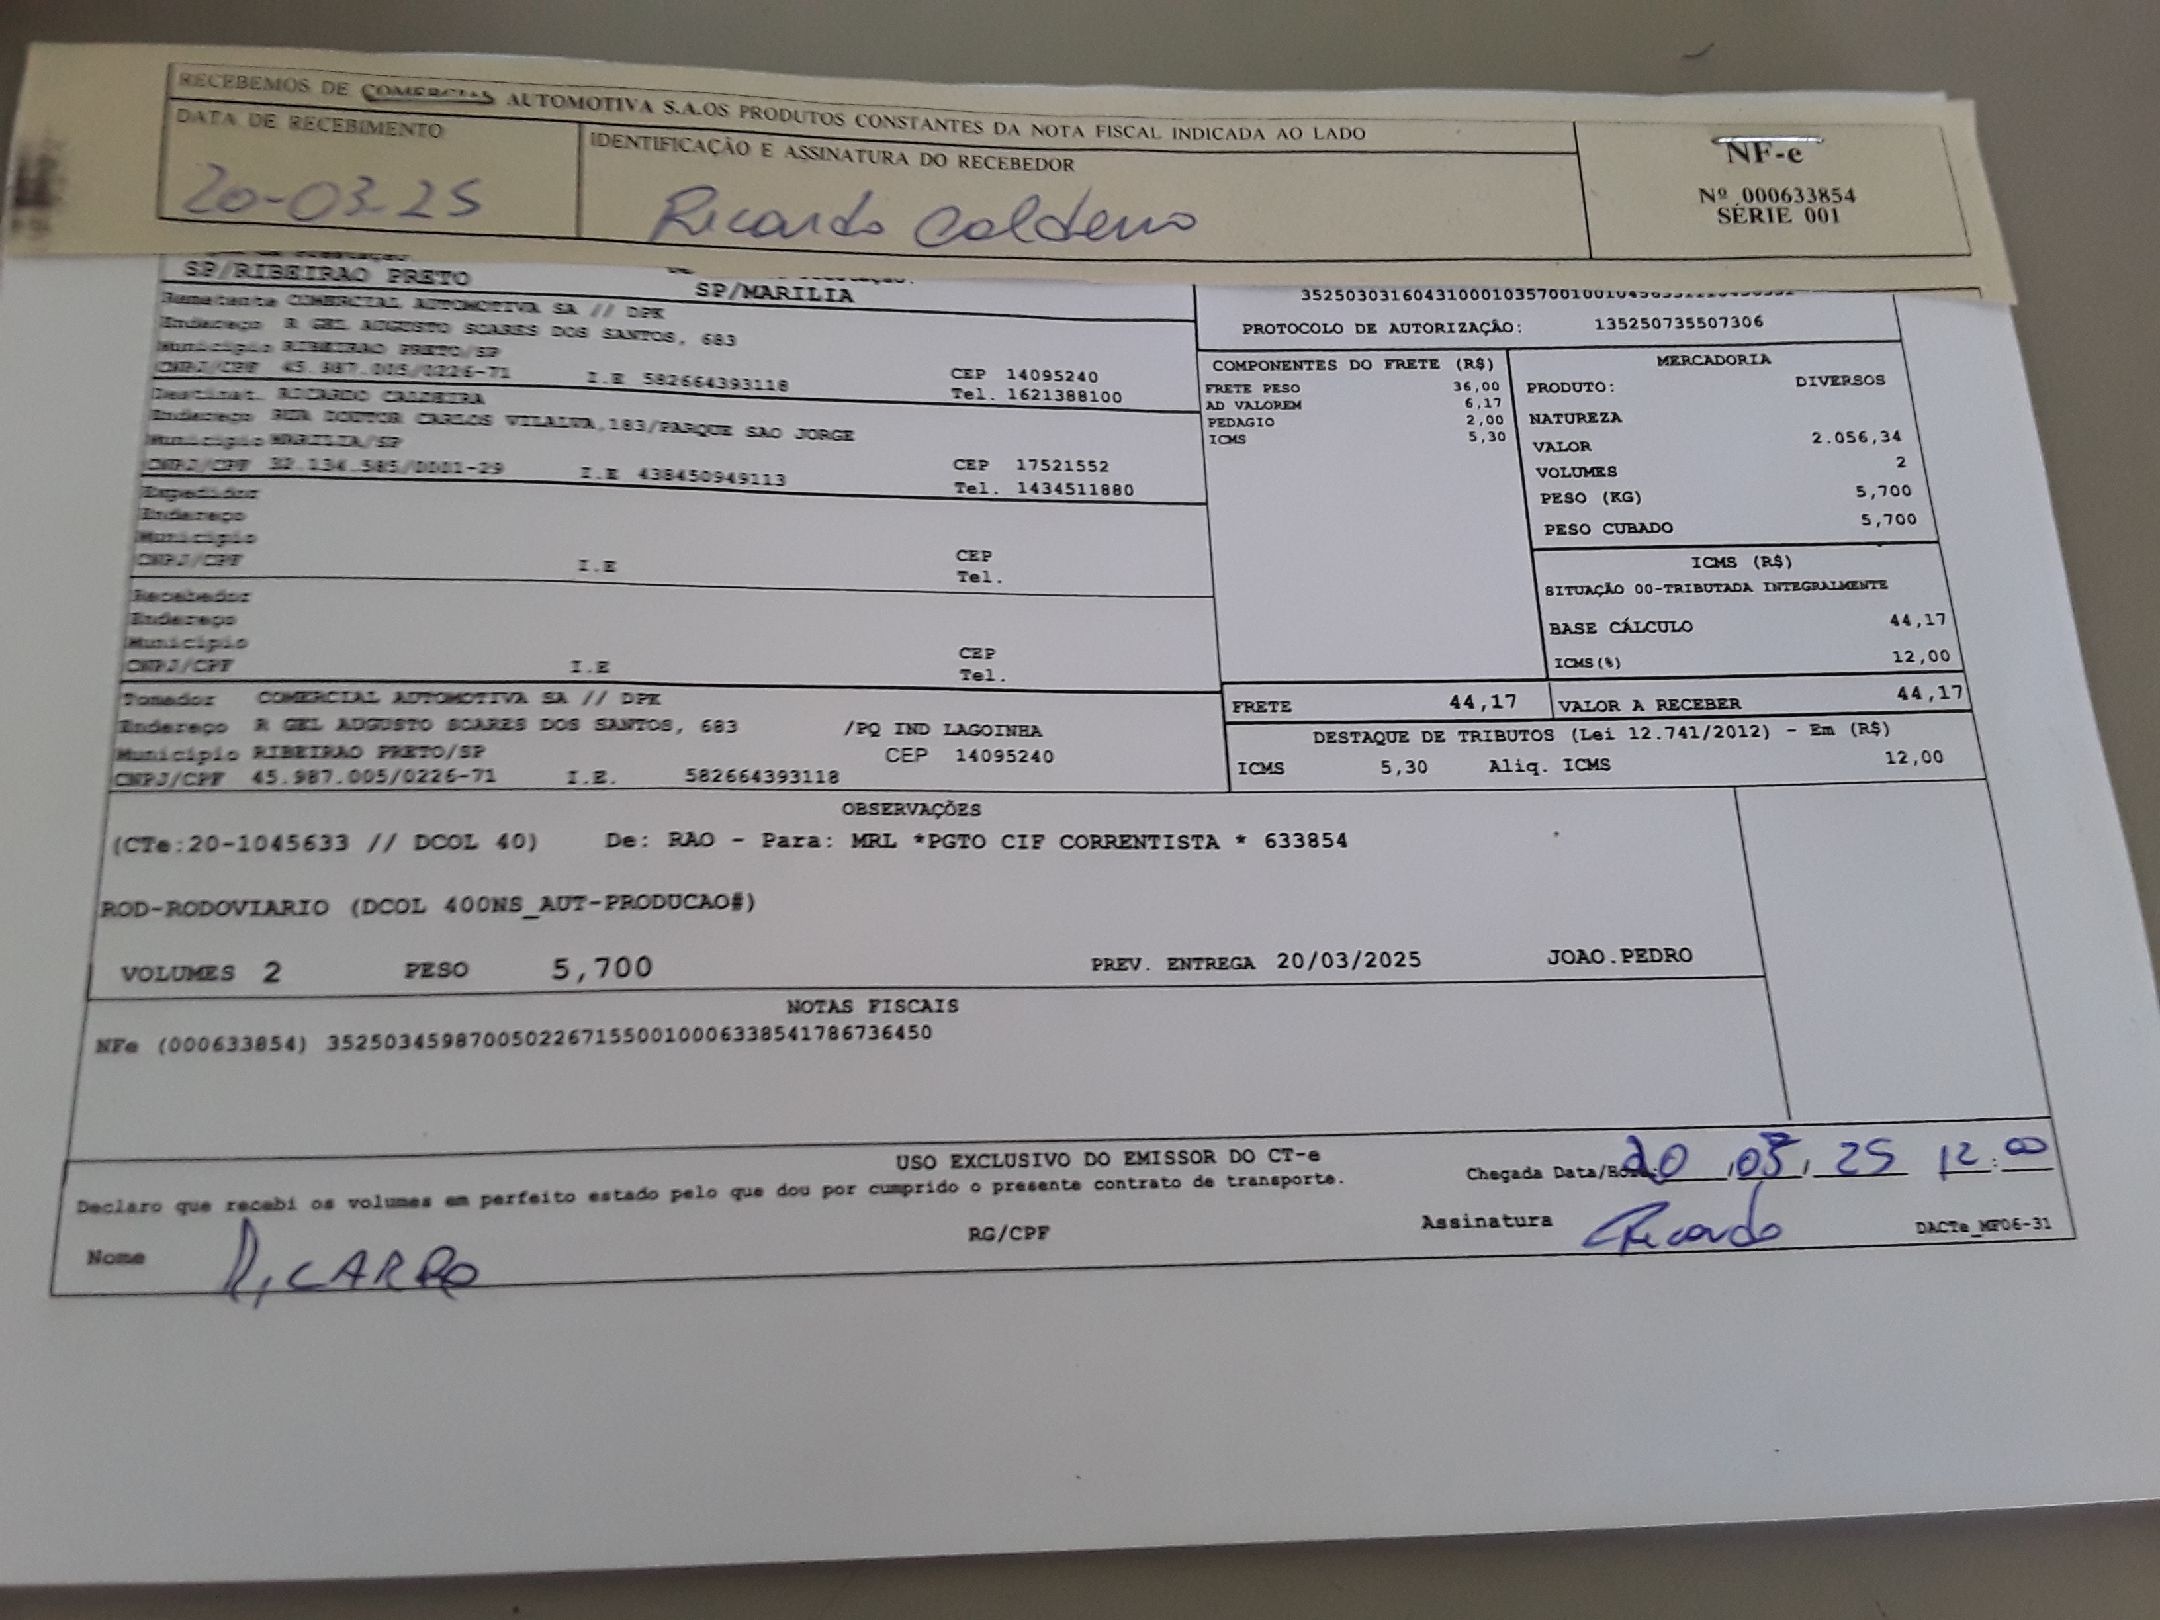 RECEBEMOS DE COMERCIAL AUTOMOTIVA S.A.OS PRODUTOS CONSTANTES DA NOTA FISCAL INDICADA AO LADO
DATA DE RECEBIMENTO
20-03-25
IDENTIFICAÇÃO E ASSINATURA DO RECEBEDOR
Ricardo
NF-e
Nº 000633854
SÉRIE 001
SP/RIBEIRAO PRETO
SP/MARILIA
Remetente COMERCIAL AUTOMOTIVA SA // DPK
Endereço R GEL AUGUSTO SOARES DOS SANTOS, 683
Município RIBEIRAO PRETO/SP
CNPJ/CPF 45.987.005/0226-71 I.E 582664393118 CEP 14095240
Tel. 1621388100
Destinat. RICARDO CALDEIRA
Endereço RUA DOUTOR CARLOS VILALVA,183/PARQUE SAO JORGE
Município MARILIA/SP
CNPJ/CPF 32.134.585/0001-29 I.E 438450949113 CEP 17521552
Tel. 1434511880
Expedidor
Endereço
Município
CNPJ/CPF I.E CEP
Tel.
Recebedor
Endereço
Município
CNPJ/CPF I.E CEP
Tel.
Tomador COMERCIAL AUTOMOTIVA SA // DPK
Endereço R GEL AUGUSTO SOARES DOS SANTOS, 683 /PQ IND LAGOINHA
Município RIBEIRAO PRETO/SP CEP 14095240
CNPJ/CPF 45.987.005/0226-71 I.E. 582664393118
PROTOCOLO DE AUTORIZAÇÃO: 135250735507306
COMPONENTES DO FRETE (R$)
FRETE PESO 36,00
AD VALOREM 6,17
PEDAGIO 2,00
ICMS 5,30
MERCADORIA
PRODUTO: DIVERSOS
NATUREZA
VALOR 2.056,34
VOLUMES 2
PESO (KG) 5,700
PESO CUBADO 5,700
ICMS (R$)
SITUAÇÃO 00-TRIBUTADA INTEGRALMENTE
BASE CÁLCULO 44,17
ICMS(%) 12,00
FRETE 44,17 VALOR A RECEBER 44,17
DESTAQUE DE TRIBUTOS (Lei 12.741/2012) - Em (R$)
ICMS 5,30 Aliq. ICMS 12,00
OBSERVAÇÕES
(CTe:20-1045633 // DCOL 40) De: RAO - Para: MRL *PGTO CIF CORRENTISTA * 633854
ROD-RODOVIARIO (DCOL 400NS_AUT-PRODUCAO#)
VOLUMES 2 PESO 5,700 PREV. ENTREGA 20/03/2025 JOAO.PEDRO
NOTAS FISCAIS
NFe (000633854) 35250345987005022671550010006338541786736450
USO EXCLUSIVO DO EMISSOR DO CT-e
Declaro que recebi os volumes em perfeito estado pelo que dou por cumprido o presente contrato de transporte.
Chegada Data/Hora: 20 03 25 12:00
Nome RICARDO RG/CPF Assinatura Ricardo DACTe_MF06-31